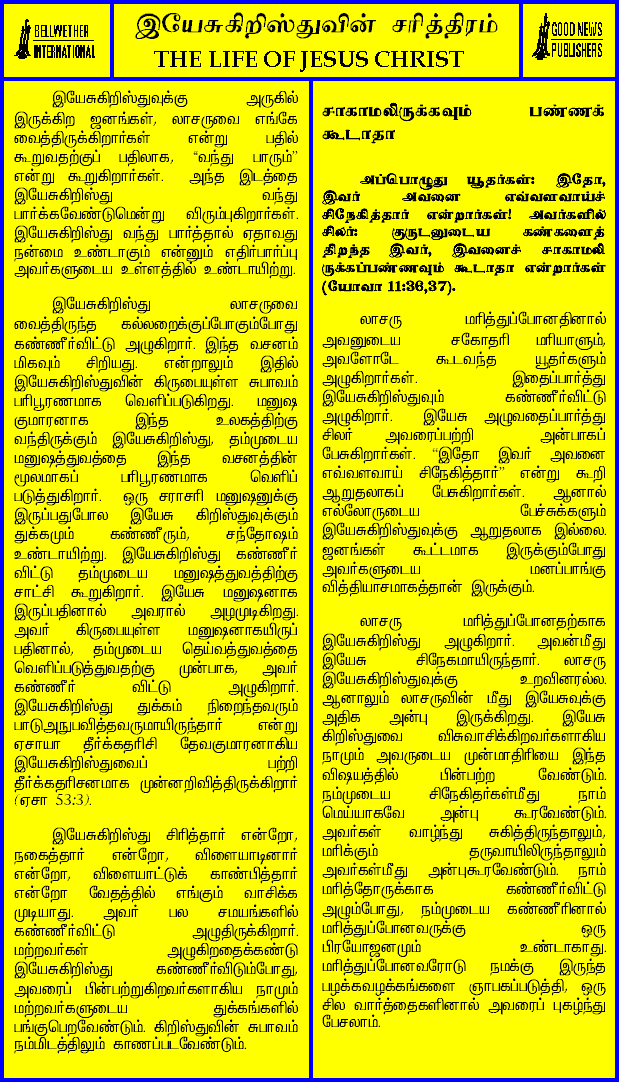 BELLWETHER
INTERNATIONAL
இயேசுகிறிஸ்துவின் சரித்திரம்
THE LIFE OF JESUS CHRIST
GOOD NEWS
PUBLISHERS
இயேசுகிறிஸ்துவுக்கு அருகில்
இருக்கிற ஜனங்கள், லாசருவை எங்கே
வைத்திருக்கிறார்கள் என்று பதில்
கூறுவதற்குப் பதிலாக, “வந்து பாரும்”
என்று கூறுகிறார்கள். அந்த இடத்தை
இயேசுகிறிஸ்து வந்து
பார்க்கவேண்டுமென்று விரும்புகிறார்கள்.
இயேசுகிறிஸ்து வந்து பார்த்தால் ஏதாவது
நன்மை உண்டாகும் என்னும் எதிர்பார்ப்பு
அவர்களுடைய உள்ளத்தில் உண்டாயிற்று.
இயேசுகிறிஸ்து லாசருவை
வைத்திருந்த கல்லறைக்குப்போகும்போது
கண்ணீர்விட்டு அழுகிறார். இந்த வசனம்
மிகவும் சிறியது. என்றாலும் இதில்
இயேசுகிறிஸ்துவின் கிருபையுள்ள சுபாவம்
பரிபூரணமாக வெளிப்படுகிறது. மனுஷ
குமாரனாக இந்த உலகத்திற்கு
வந்திருக்கும் இயேசுகிறிஸ்து, தம்முடைய
மனுஷத்துவத்தை இந்த வசனத்தின்
மூலமாகப் பரிபூரணமாக வெளிப்
படுத்துகிறார். ஒரு சராசரி மனுஷனுக்கு
இருப்பதுபோல இயேசு கிறிஸ்துவுக்கும்
துக்கமும் கண்ணீரும், சந்தோஷம்
உண்டாயிற்று. இயேசுகிறிஸ்து கண்ணீர்
விட்டு தம்முடைய மனுஷத்துவத்திற்கு
சாட்சி கூறுகிறார். இயேசு மனுஷனாக
இருப்பதினால் அவரால் அழமுடிகிறது.
அவர் கிருபையுள்ள மனுஷனாகயிருப்
பதினால், தம்முடைய தெய்வத்துவத்தை
வெளிப்படுத்துவதற்கு முன்பாக, அவர்
கண்ணீர் விட்டு அழுகிறார்.
இயேசுகிறிஸ்து துக்கம் நிறைந்தவரும்
பாடுஅநுபவித்தவருமாயிருந்தார் என்று
ஏசாயா தீர்க்கதரிசி தேவகுமாரனாகிய
இயேசுகிறிஸ்துவைப் பற்றி
தீர்க்கதரிசனமாக முன்னறிவித்திருக்கிறார்
(ஏசா 53:3).
இயேசுகிறிஸ்து சிரித்தார் என்றோ,
நகைத்தார் என்றோ, விளையாடினார்
என்றோ, விளையாட்டுக் காண்பித்தார்
என்றோ வேதத்தில் எங்கும் வாசிக்க
முடியாது. அவர் பல சமயங்களில்
கண்ணீர்விட்டு அழுதிருக்கிறார்.
மற்றவர்கள் அழுகிறதைக்கண்டு
இயேசுகிறிஸ்து கண்ணீர்விடும்போது,
அவரைப் பின்பற்றுகிறவர்களாகிய நாமும்
மற்றவர்களுடைய துக்கங்களில்
பங்குபெறவேண்டும். கிறிஸ்துவின் சுபாவம்
நம்மிடத்திலும் காணப்படவேண்டும்.
சாகாமலிருக்கவும் பண்ணக்
கூடாதா
அப்பொழுது யூதர்கள்: இதோ,
இவர் அவனை எவ்வளவாய்ச்
சிநேகித்தார் என்றார்கள்! அவர்களில்
சிலர்: குருடனுடைய கண்களைத்
திறந்த இவர், இவனைச் சாகாமலி
ருக்கப்பண்ணவும் கூடாதா என்றார்கள்
(யோவா 11:36,37).
லாசரு மரித்துப்போனதினால்
அவனுடைய சகோதரி மரியாளும்,
அவளோடே கூடவந்த யூதர்களும்
அழுகிறார்கள். இதைப்பார்த்து
இயேசுகிறிஸ்துவும் கண்ணீர்விட்டு
அழுகிறார். இயேசு அழுவதைப்பார்த்து
சிலர் அவரைப்பற்றி அன்பாகப்
பேசுகிறார்கள். “இதோ இவர் அவனை
எவ்வளவாய் சிநேகித்தார்” என்று கூறி
ஆறுதலாகப் பேசுகிறார்கள். ஆனால்
எல்லோருடைய பேச்சுக்களும்
இயேசுகிறிஸ்துவுக்கு ஆறுதலாக இல்லை.
ஜனங்கள் கூட்டமாக இருக்கும்போது
அவர்களுடைய மனப்பாங்கு
வித்தியாசமாகத்தான் இருக்கும்.
லாசரு மரித்துப்போனதற்காக
இயேசுகிறிஸ்து அழுகிறார். அவன்மீது
இயேசு சிநேகமாயிருந்தார். லாசரு
இயேசுகிறிஸ்துவுக்கு உறவினரல்ல.
ஆனாலும் லாசருவின் மீது இயேசுவுக்கு
அதிக அன்பு இருக்கிறது. இயேசு
கிறிஸ்துவை விசுவாசிக்கிறவர்களாகிய
நாமும் அவருடைய முன்மாதிரியை இந்த
விஷயத்தில் பின்பற்ற வேண்டும்.
நம்முடைய சிநேகிதர்கள்மீது நாம்
மெய்யாகவே அன்பு கூரவேண்டும்.
அவர்கள் வாழ்ந்து சுகித்திருந்தாலும்,
மரிக்கும் தருவாயிலிருந்தாலும்
அவர்கள்மீது அன்புகூரவேண்டும். நாம்
மரித்தோருக்காக கண்ணீர்விட்டு
அழும்போது, நம்முடைய கண்ணீரினால்
மரித்துப்போனவருக்கு ஒரு
பிரயோஜனமும் உண்டாகாது.
மரித்துப்போனவரோடு நமக்கு இருந்த
பழக்கவழக்கங்களை ஞாபகப்படுத்தி, ஒரு
சில வார்த்தைகளினால் அவரைப் புகழ்ந்து
பேசலாம்.